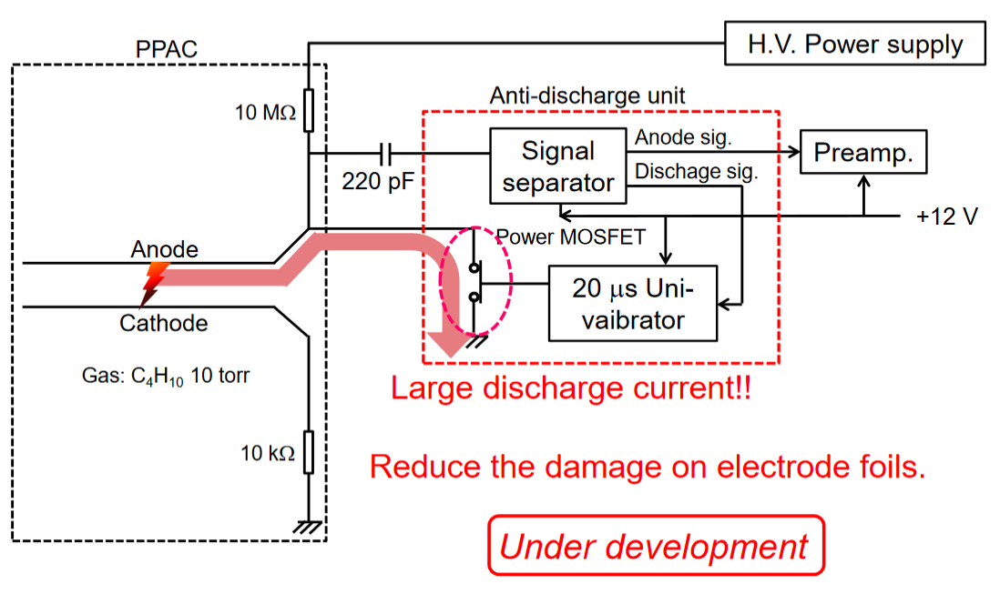 PPAC
H.V. Power supply
10 MΩ
Anti-discharge unit
Signal
separator
Anode sig.
Dischage sig.
Preamp.
220 pF
+12 V
Power MOSFET
Anode
20 μs Uni-
vaibrator
Cathode
Gas: C₄H₁₀ 10 torr
Large discharge current!!
10 kΩ
Reduce the damage on electrode foils.
Under development